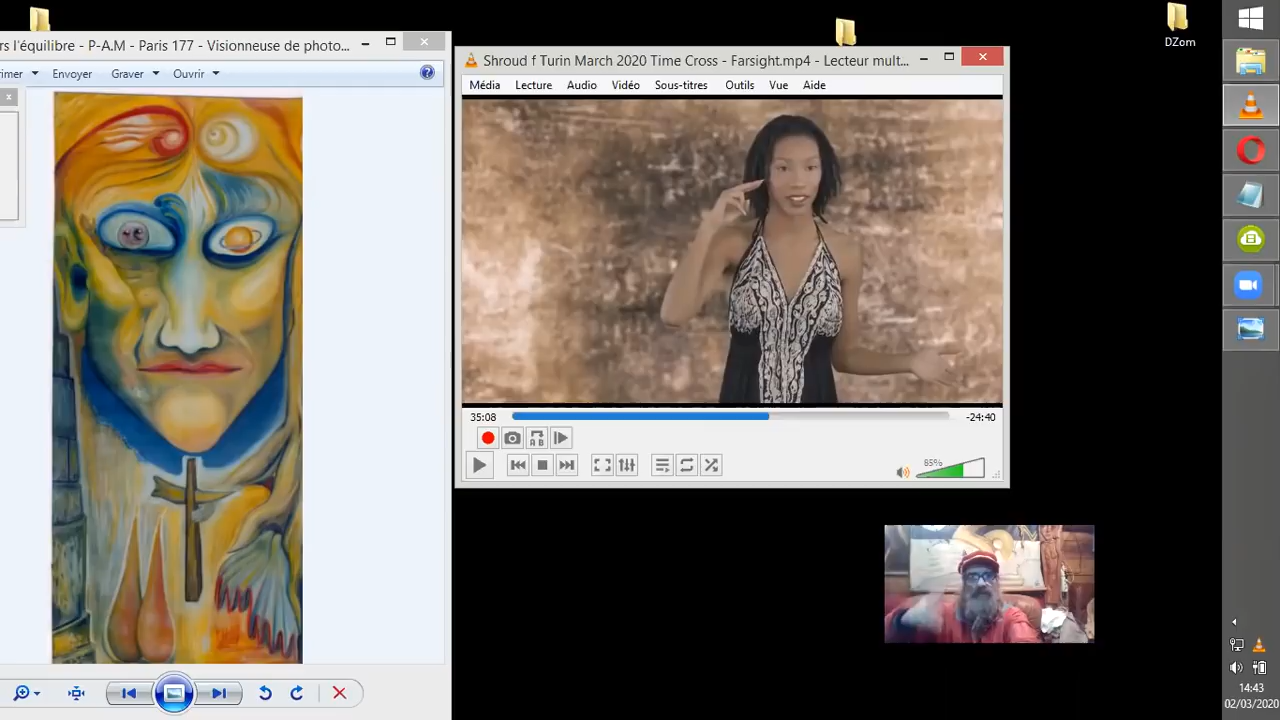 DZom
rs l'équilibre - P-A.M - Paris 177 - Visionneuse de photo...
rimer Envoyer Graver Ouvrir
Shroud f Turin March 2020 Time Cross - Farsight.mp4 - Lecteur mult...
Média Lecture Audio Vidéo Sous-titres Outils Vue Aide
35:08 -24:40
A B
85%
14:43
02/03/2020